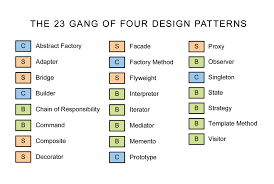 THE 23 GANG OF FOUR DESIGN PATTERNS
C Abstract Factory
S Adapter
S Bridge
C Builder
B Chain of Responsibility
B Command
S Composite
S Decorator
S Facade
C Factory Method
S Flyweight
B Interpreter
B Iterator
B Mediator
B Memento
C Prototype
S Proxy
B Observer
C Singleton
B State
B Strategy
B Template Method
B Visitor